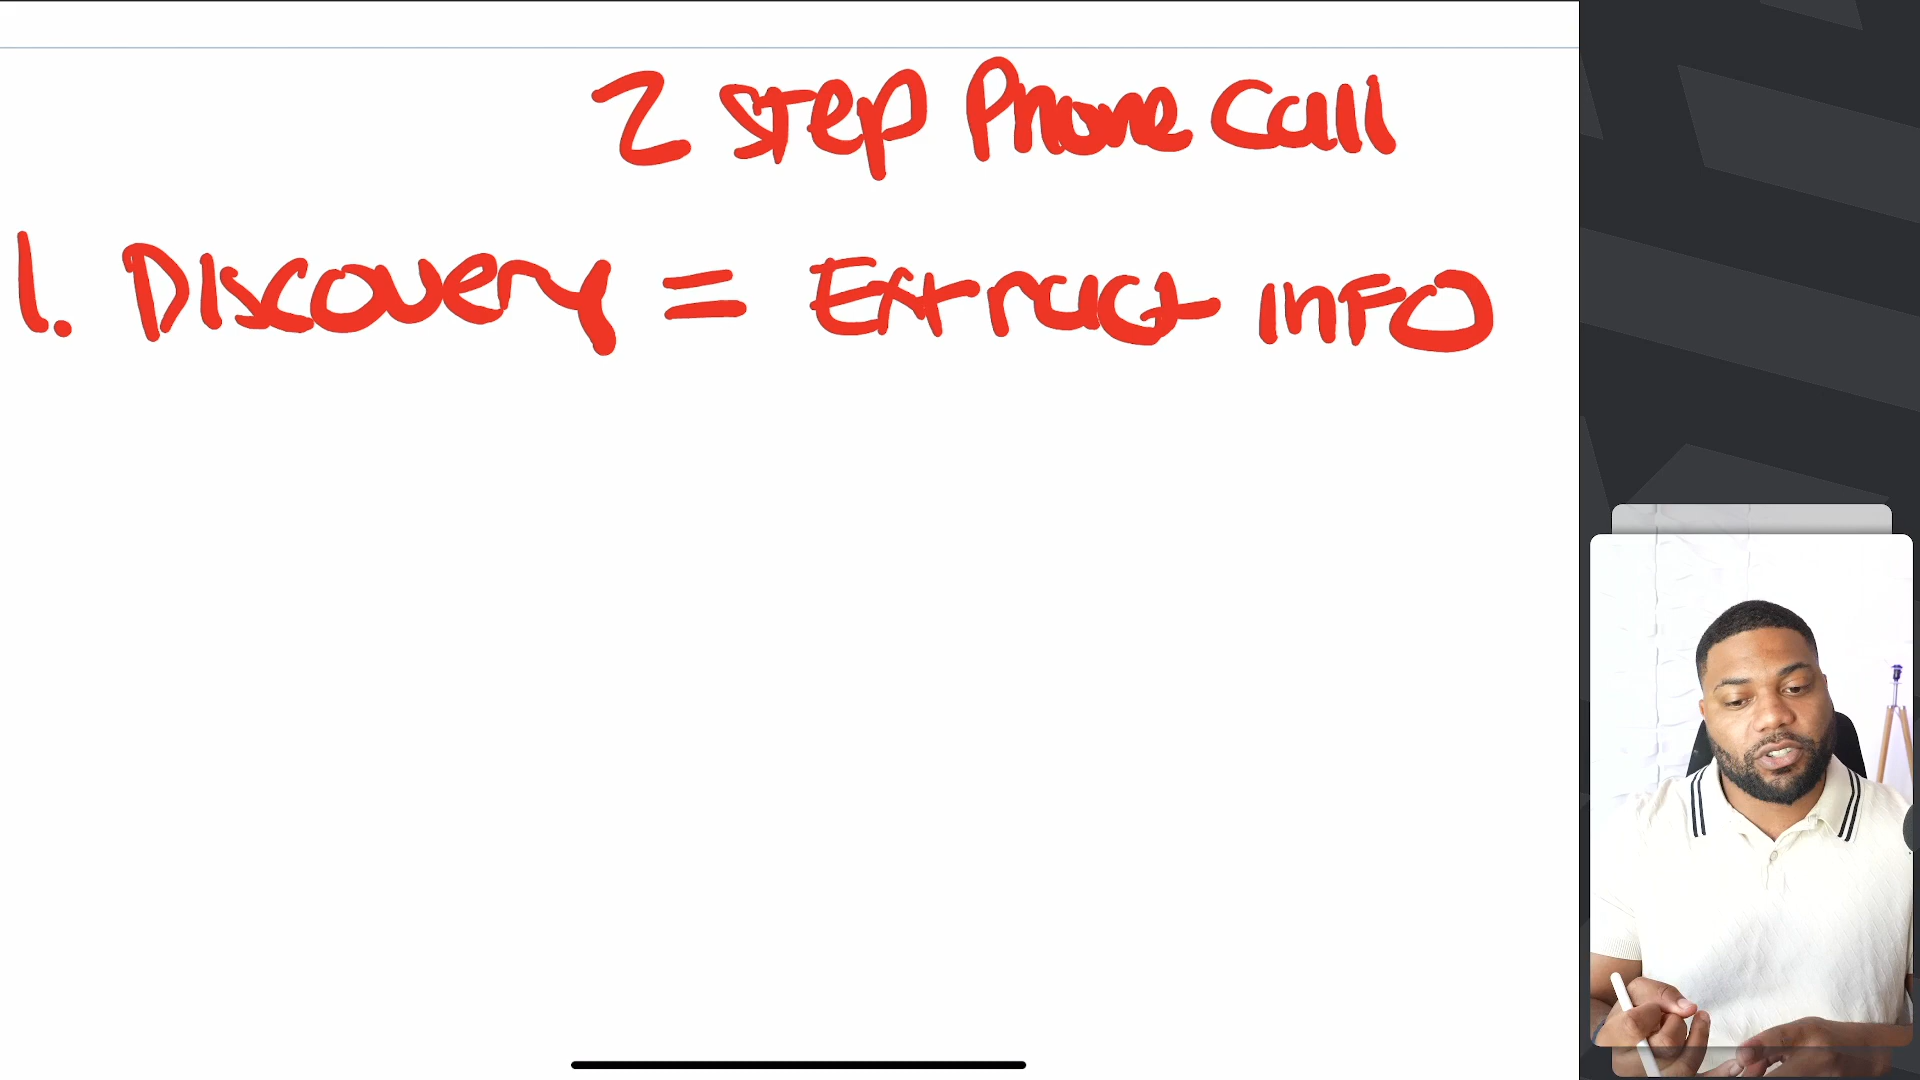 2 Step Phone Call
1. Discovery = Extract info